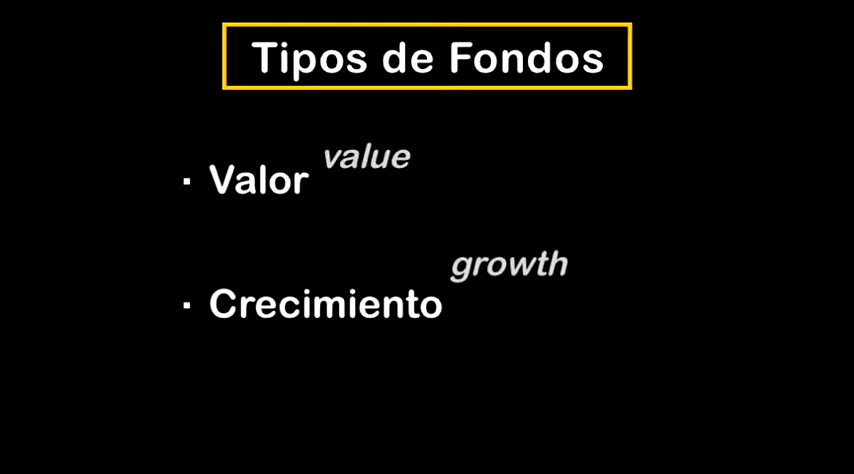 Tipos de Fondos
value
· Valor
growth
· Crecimiento